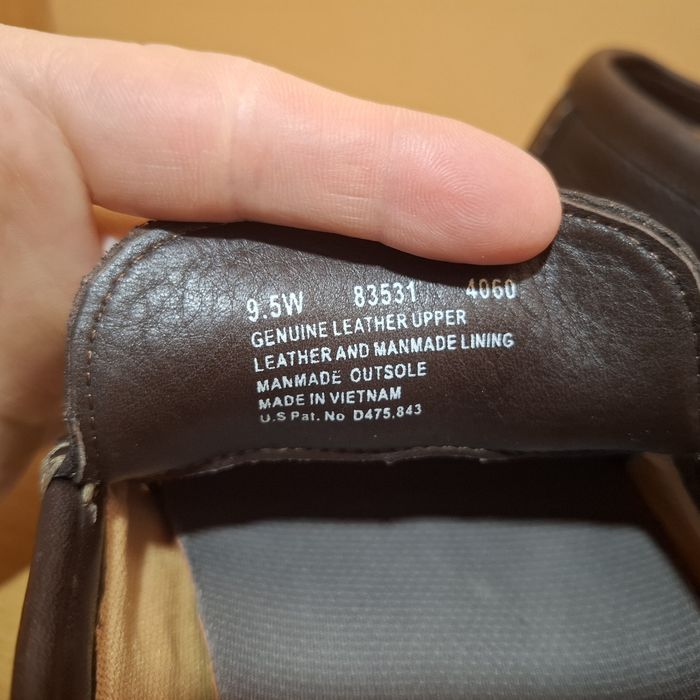 9.5W 83531 4060
GENUINE LEATHER UPPER
LEATHER AND MANMADE LINING
MANMADE OUTSOLE
MADE IN VIETNAM
U.S Pat. No D475,843